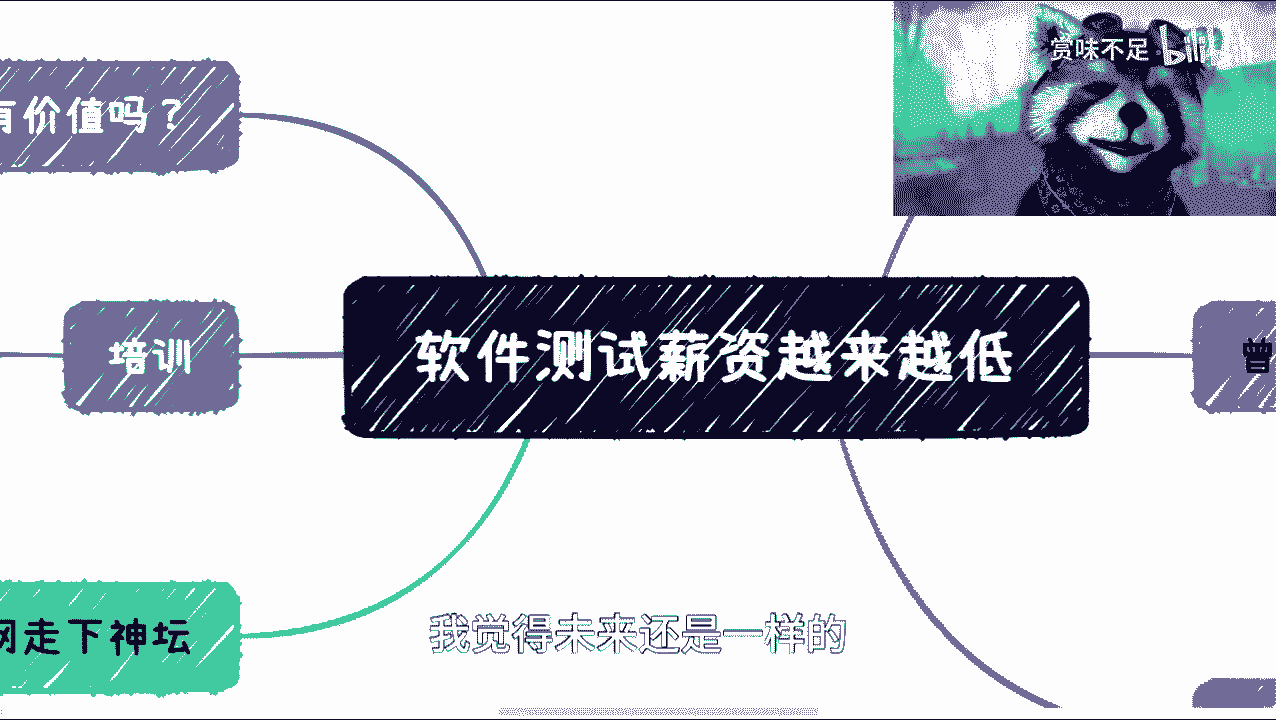 有价值吗？
赏味不足 bili
培训
软件测试薪资越来越低
网走下神坛
我觉得未来还是一样的